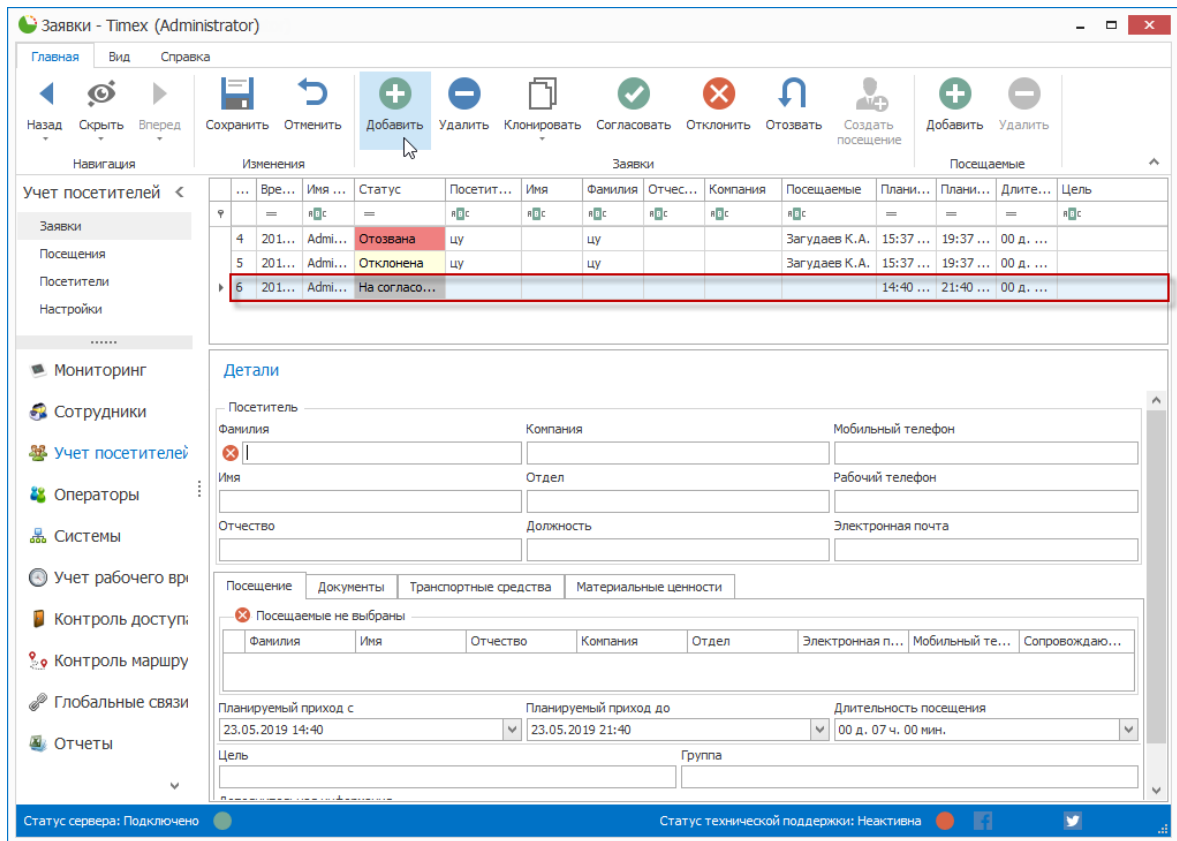 Заявки - Timex (Administrator)
Главная Вид Справка
Назад Скрыть Вперед Сохранить Отменить Добавить Удалить Клонировать Согласовать Отклонить Отозвать Создать посещение Добавить Удалить
Навигация Изменения Заявки Посещаемые
Учет посетителей
Заявки
Посещения
Посетители
Настройки
Мониторинг
Сотрудники
Учет посетителей
Операторы
Системы
Учет рабочего вре
Контроль доступа
Контроль маршру
Глобальные связи
Отчеты
... Вре... Имя ... Статус Посетит... Имя Фамилия Отчес... Компания Посещаемые Плани... Плани... Длите... Цель
= = = = =
4 201... Admi... Отозвана цу цу Загудаев К.А. 15:37 ... 19:37 ... 00 д. ...
5 201... Admi... Отклонена цу цу Загудаев К.А. 15:37 ... 19:37 ... 00 д. ...
6 201... Admi... На согласо... 14:40 ... 21:40 ... 00 д. ...
Детали
Посетитель
Фамилия Компания Мобильный телефон
Имя Отдел Рабочий телефон
Отчество Должность Электронная почта
Посещение Документы Транспортные средства Материальные ценности
Посещаемые не выбраны
Фамилия Имя Отчество Компания Отдел Электронная п... Мобильный те... Сопровождаю...
Планируемый приход с Планируемый приход до Длительность посещения
23.05.2019 14:40 23.05.2019 21:40 00 д. 07 ч. 00 мин.
Цель Группа
Статус сервера: Подключено Статус технической поддержки: Неактивна